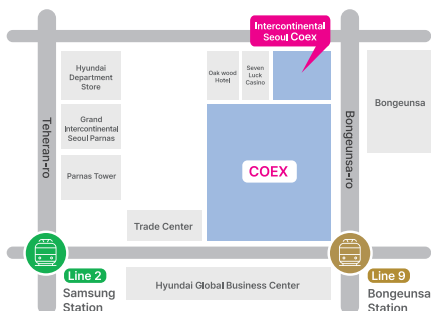 Intercontinental
Seoul Coex
Hyundai
Department
Store
Oak wood
Hotel
Seven
Luck
Casino
Bongeunsa
Grand
Intercontinental
Seoul Parnas
Teheran-ro
Bongeunsa-ro
Parnas Tower
COEX
Trade Center
Line 2
Samsung
Station
Hyundai Global Business Center
Line 9
Bongeunsa
Station